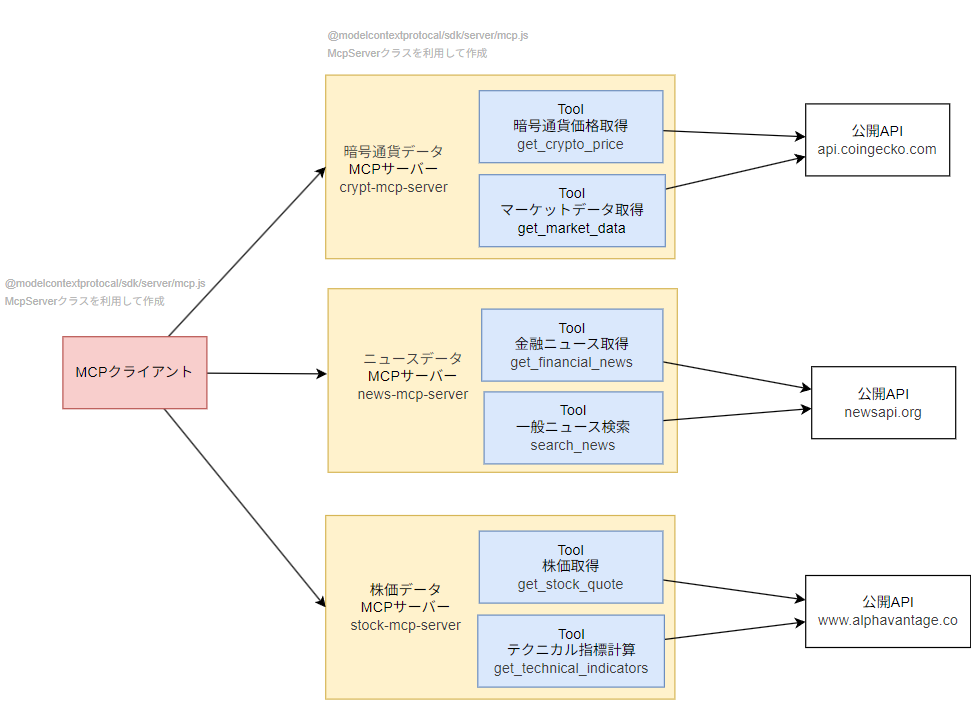 @modelcontextprotocal/sdk/server/mcp.js
McpServerクラスを利用して作成
暗号通貨データ
MCPサーバー
crypt-mcp-server
Tool
暗号通貨価格取得
get_crypto_price
Tool
マーケットデータ取得
get_market_data
公開API
api.coingecko.com
@modelcontextprotocal/sdk/server/mcp.js
McpServerクラスを利用して作成
MCPクライアント
ニュースデータ
MCPサーバー
news-mcp-server
Tool
金融ニュース取得
get_financial_news
Tool
一般ニュース検索
search_news
公開API
newsapi.org
株価データ
MCPサーバー
stock-mcp-server
Tool
株価取得
get_stock_quote
Tool
テクニカル指標計算
get_technical_indicators
公開API
www.alphavantage.co